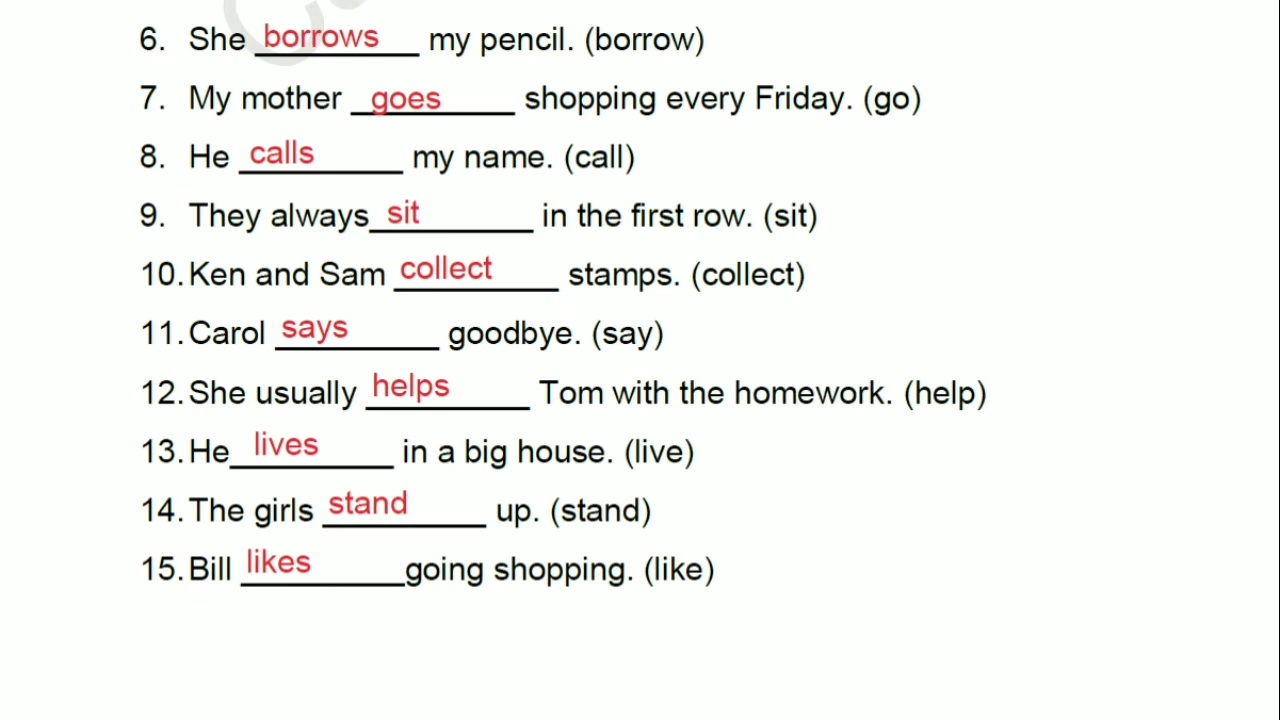 6. She borrows my pencil. (borrow)
7. My mother goes shopping every Friday. (go)
8. He calls my name. (call)
9. They always sit in the first row. (sit)
10. Ken and Sam collect stamps. (collect)
11. Carol says goodbye. (say)
12. She usually helps Tom with the homework. (help)
13. He lives in a big house. (live)
14. The girls stand up. (stand)
15. Bill likes going shopping. (like)